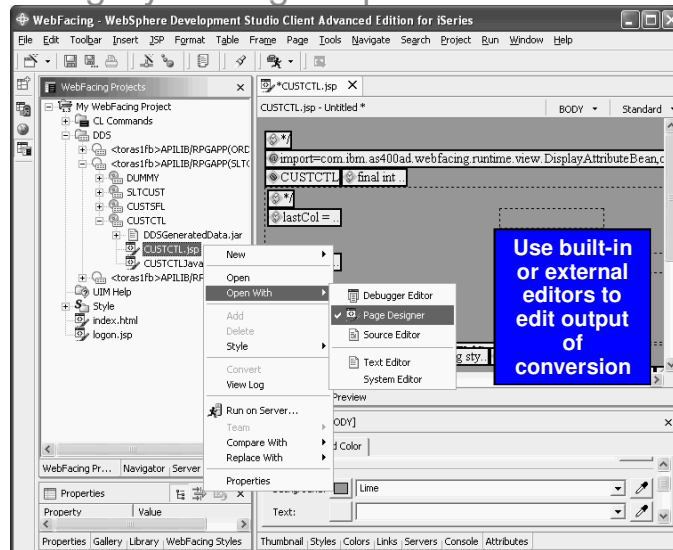 WebFacing - WebSphere Development Studio Client Advanced Edition for iSeries
File Edit Toolbar Insert JSP Format Table Frame Page Tools Navigate Search Project Run Window Help
WebFacing Projects
My WebFacing Project
CL Commands
DDS
<toras1fb>APILIB/RPGAPP(ORD
<toras1fb>APILIB/RPGAPP(SLT(
DUMMY
SLTCUST
CUSTSFL
CUSTCTL
DDSGeneratedData.jar
CUSTCTL.jsp
CUSTCTLJava
<toras1fb>APILIB/RP
UIM Help
Style
index.html
logon.jsp
WebFacing Pr... Navigator Server
Properties
Property Value
Properties Gallery Library WebFacing Styles
New
Open
Open With
Add
Delete
Style
Convert
View Log
Run on Server...
Team
Compare With
Replace With
Properties
Debugger Editor
Page Designer
Source Editor
Text Editor
System Editor
*CUSTCTL.jsp
CUSTCTL.jsp - Untitled *
BODY Standard
*/
@import=com.ibm.as400ad.webfacing.runtime.view.DisplayAttributeBean,c
CUSTCTL final int ..
*/
lastCol = ..
g sty..
Use built-in
or external
editors to
edit output
of
conversion
Preview
ODY]
d Color
Lime
Text:
Thumbnail Styles Colors Links Servers Console Attributes